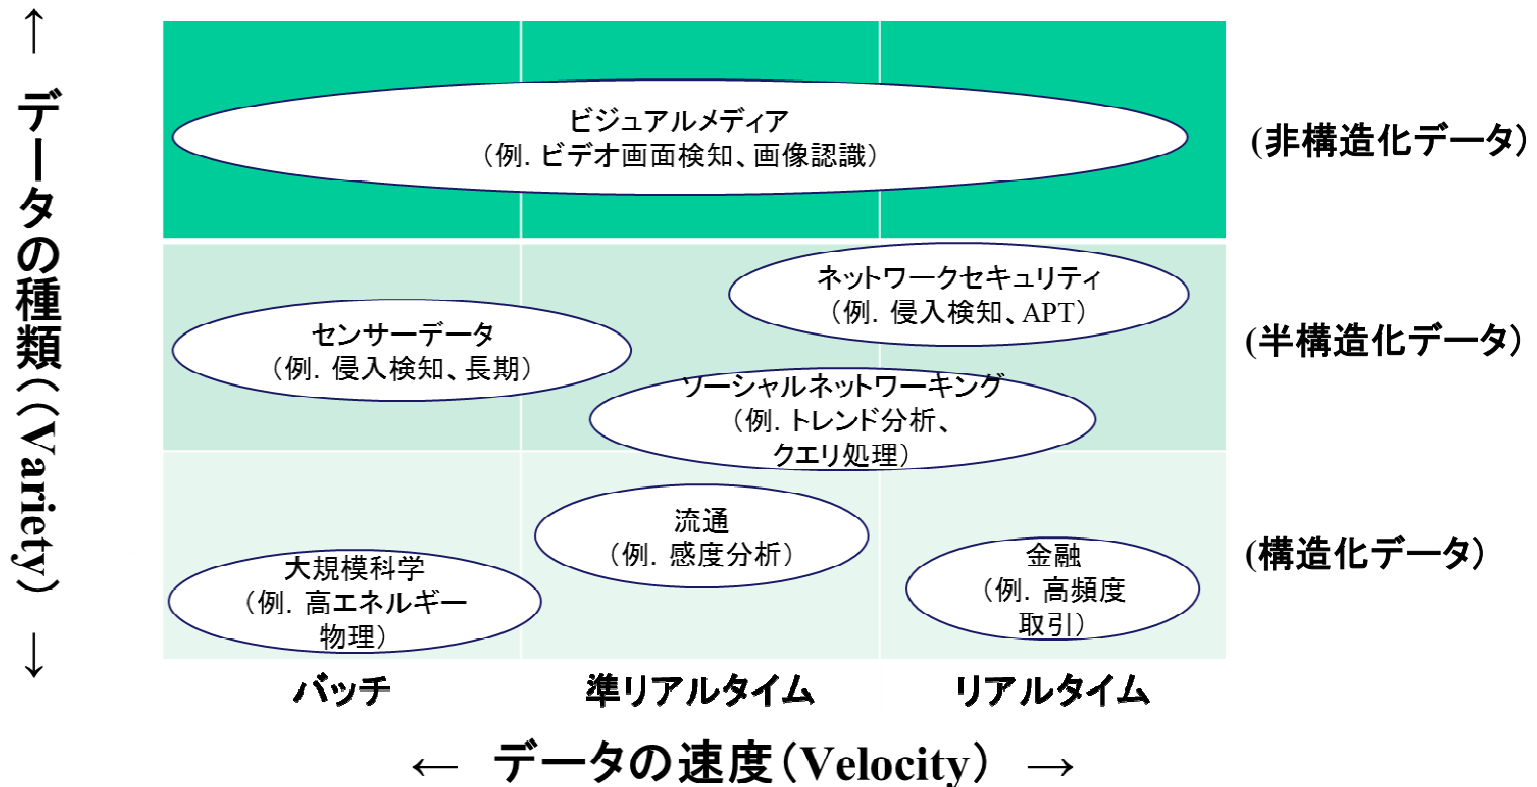 ↑ データの種類((Variety) ↓
ビジュアルメディア
(例. ビデオ画面検知、画像認識)
(非構造化データ)
ネットワークセキュリティ
(例. 侵入検知、APT)
センサーデータ
(例. 侵入検知、長期)
(半構造化データ)
ソーシャルネットワーキング
(例. トレンド分析、
クエリ処理)
流通
(例. 感度分析)
大規模科学
(例. 高エネルギー
物理)
金融
(例. 高頻度
取引)
(構造化データ)
バッチ
準リアルタイム
リアルタイム
← データの速度(Velocity) →